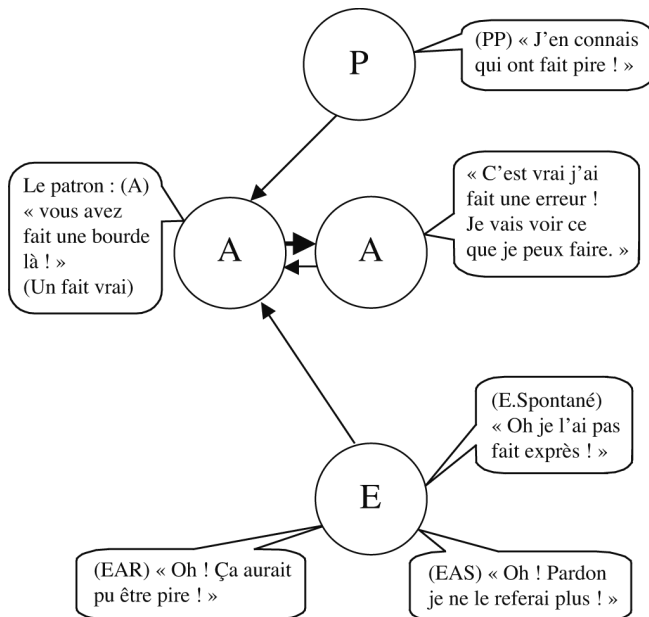 P
(PP) « J’en connais
qui ont fait pire ! »
Le patron : (A)
« vous avez
fait une bourde
là ! »
(Un fait vrai)
A
A
« C’est vrai j’ai
fait une erreur !
Je vais voir ce
que je peux faire. »
(E.Spontané)
« Oh je l’ai pas
fait exprès ! »
E
(EAR) « Oh ! Ça aurait
pu être pire ! »
(EAS) « Oh ! Pardon
je ne le referai plus ! »